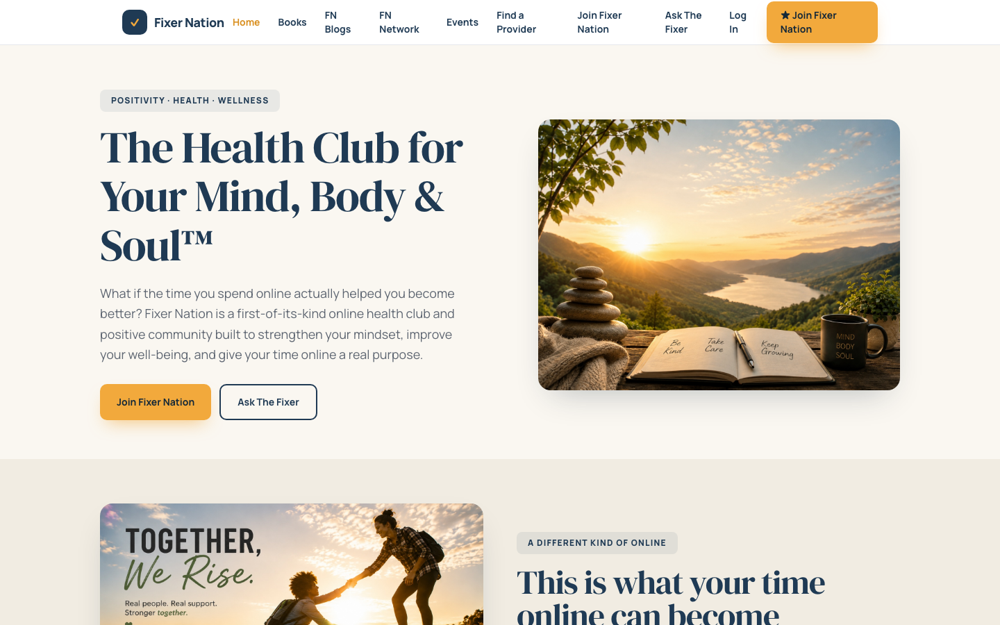 Fixer Nation
Home
Books
FN
Blogs
FN
Network
Events
Find a
Provider
Join Fixer
Nation
Ask The
Fixer
Log
In
★ Join Fixer
Nation
POSITIVITY · HEALTH · WELLNESS
The Health Club for
Your Mind, Body &
Soul™
What if the time you spend online actually helped you become
better? Fixer Nation is a first-of-its-kind online health club and
positive community built to strengthen your mindset, improve
your well-being, and give your time online a real purpose.
Join Fixer Nation
Ask The Fixer
Be
Kind
Take
Care
Keep
Growing
MIND
BODY
SOUL
TOGETHER,
We Rise.
Real people. Real support.
Stronger together.
A DIFFERENT KIND OF ONLINE
This is what your time
online can become